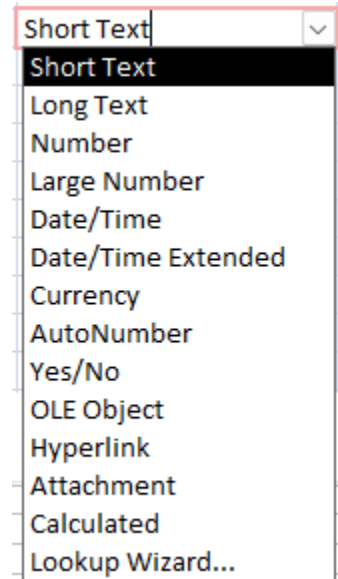 Short Text
Short Text
Long Text
Number
Large Number
Date/Time
Date/Time Extended
Currency
AutoNumber
Yes/No
OLE Object
Hyperlink
Attachment
Calculated
Lookup Wizard...